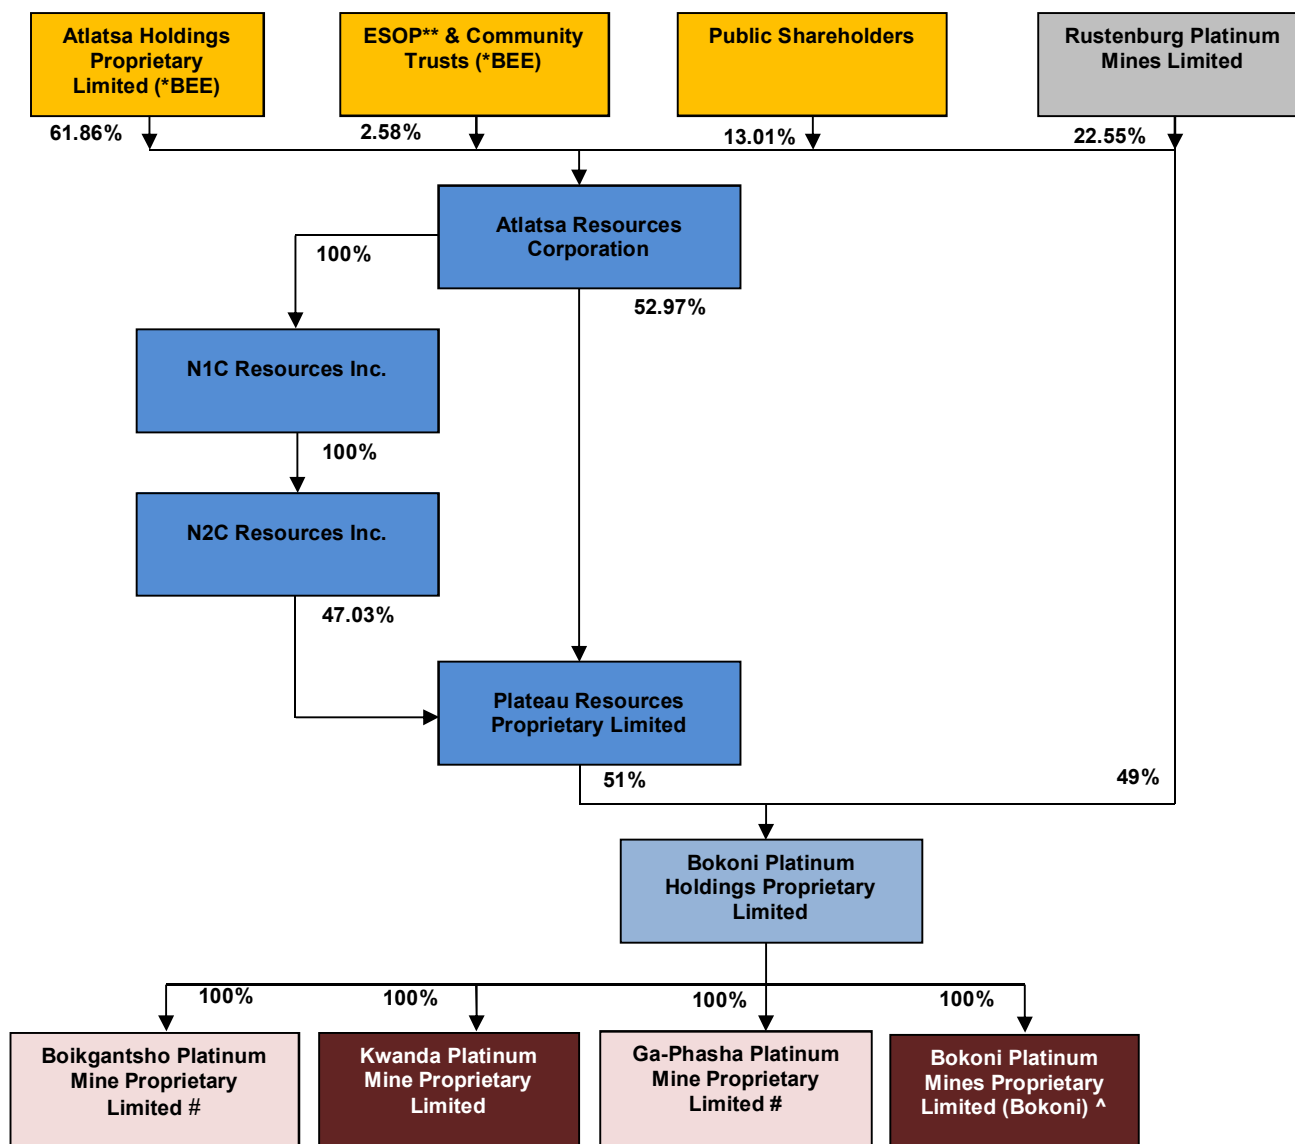 Atlatsa Holdings
Proprietary
Limited (*BEE)
ESOP** & Community
Trusts (*BEE)
Public Shareholders
Rustenburg Platinum
Mines Limited
61.86%
2.58%
13.01%
22.55%
Atlatsa Resources
Corporation
100%
52.97%
N1C Resources Inc.
100%
N2C Resources Inc.
47.03%
Plateau Resources
Proprietary Limited
51%
49%
Bokoni Platinum
Holdings Proprietary
Limited
100%
100%
100%
100%
Boikgantsho Platinum
Mine Proprietary
Limited #
Kwanda Platinum
Mine Proprietary
Limited
Ga-Phasha Platinum
Mine Proprietary
Limited #
Bokoni Platinum
Mines Proprietary
Limited (Bokoni) ^